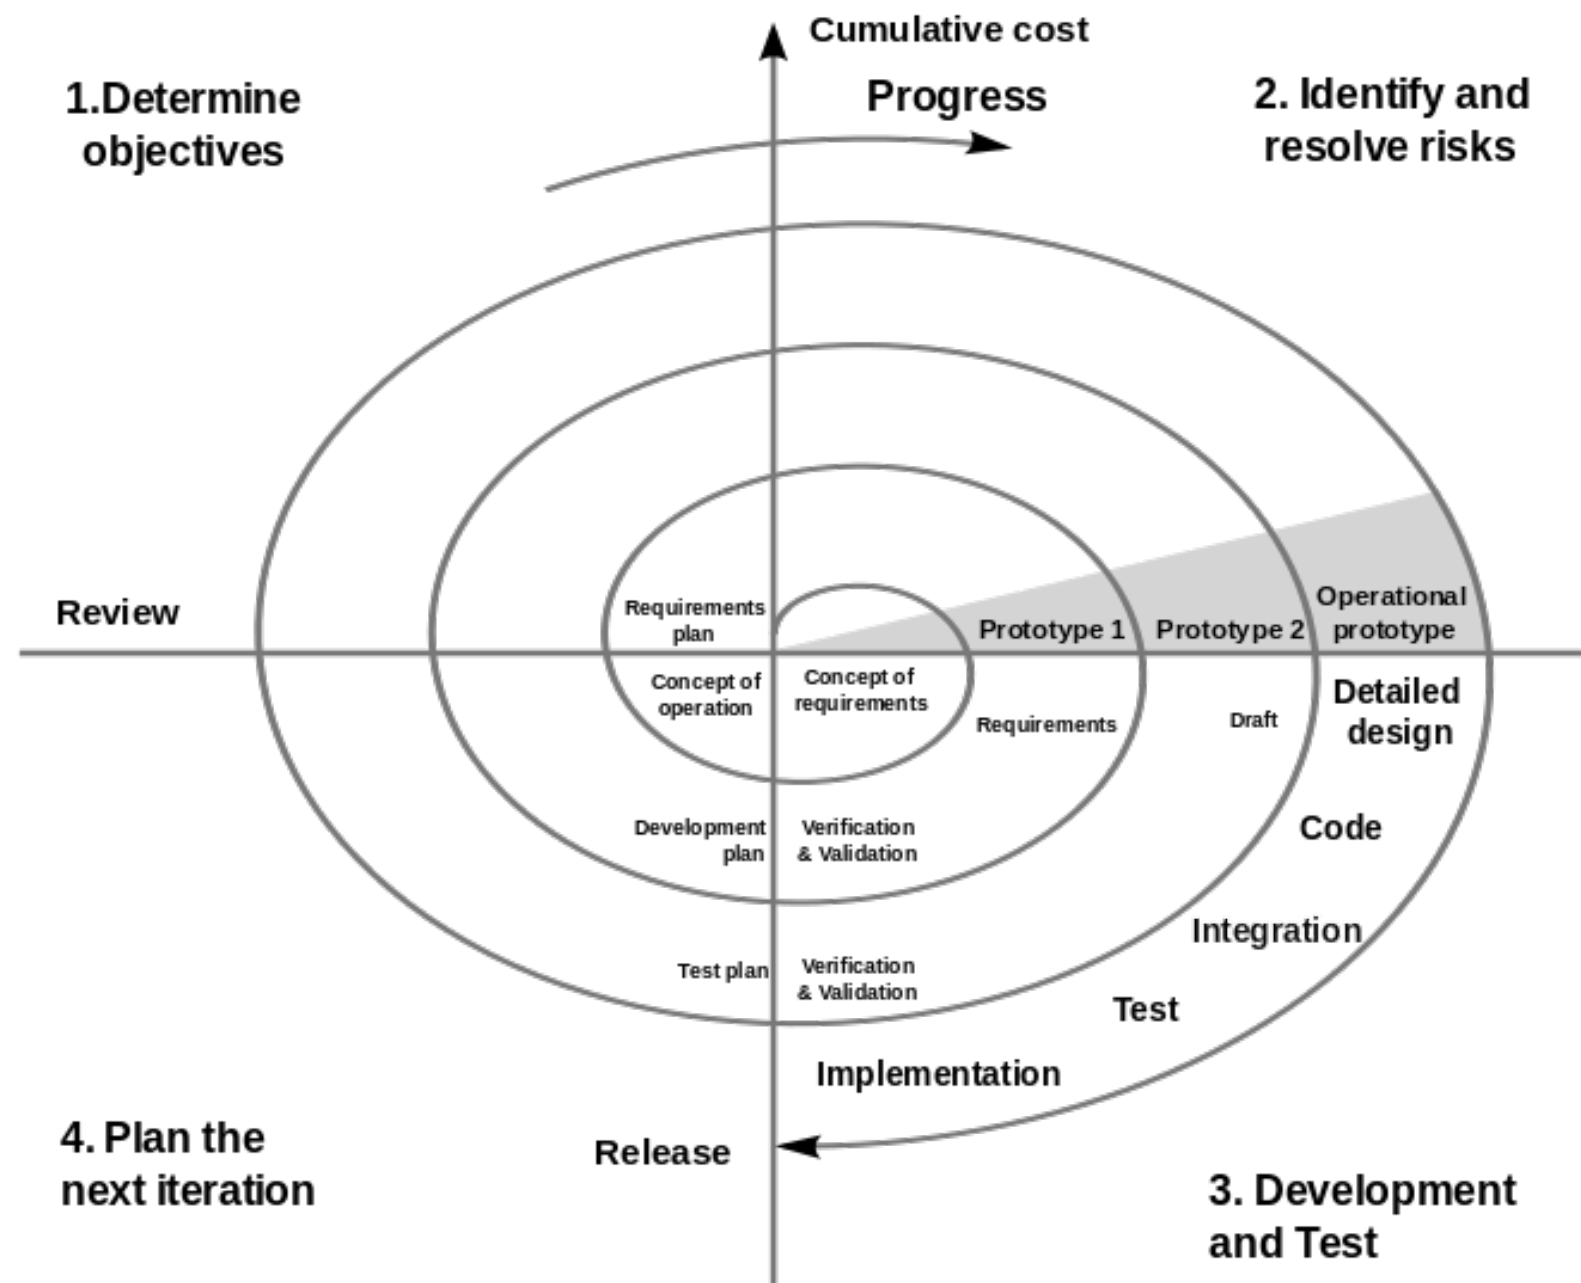 Cumulative cost
Progress
1.Determine
objectives
2. Identify and
resolve risks
Review
Requirements
plan
Prototype 1
Prototype 2
Operational
prototype
Concept of
operation
Concept of
requirements
Requirements
Draft
Detailed
design
Code
Development
plan
Verification
& Validation
Integration
Test plan
Verification
& Validation
Test
Implementation
Release
4. Plan the
next iteration
3. Development
and Test